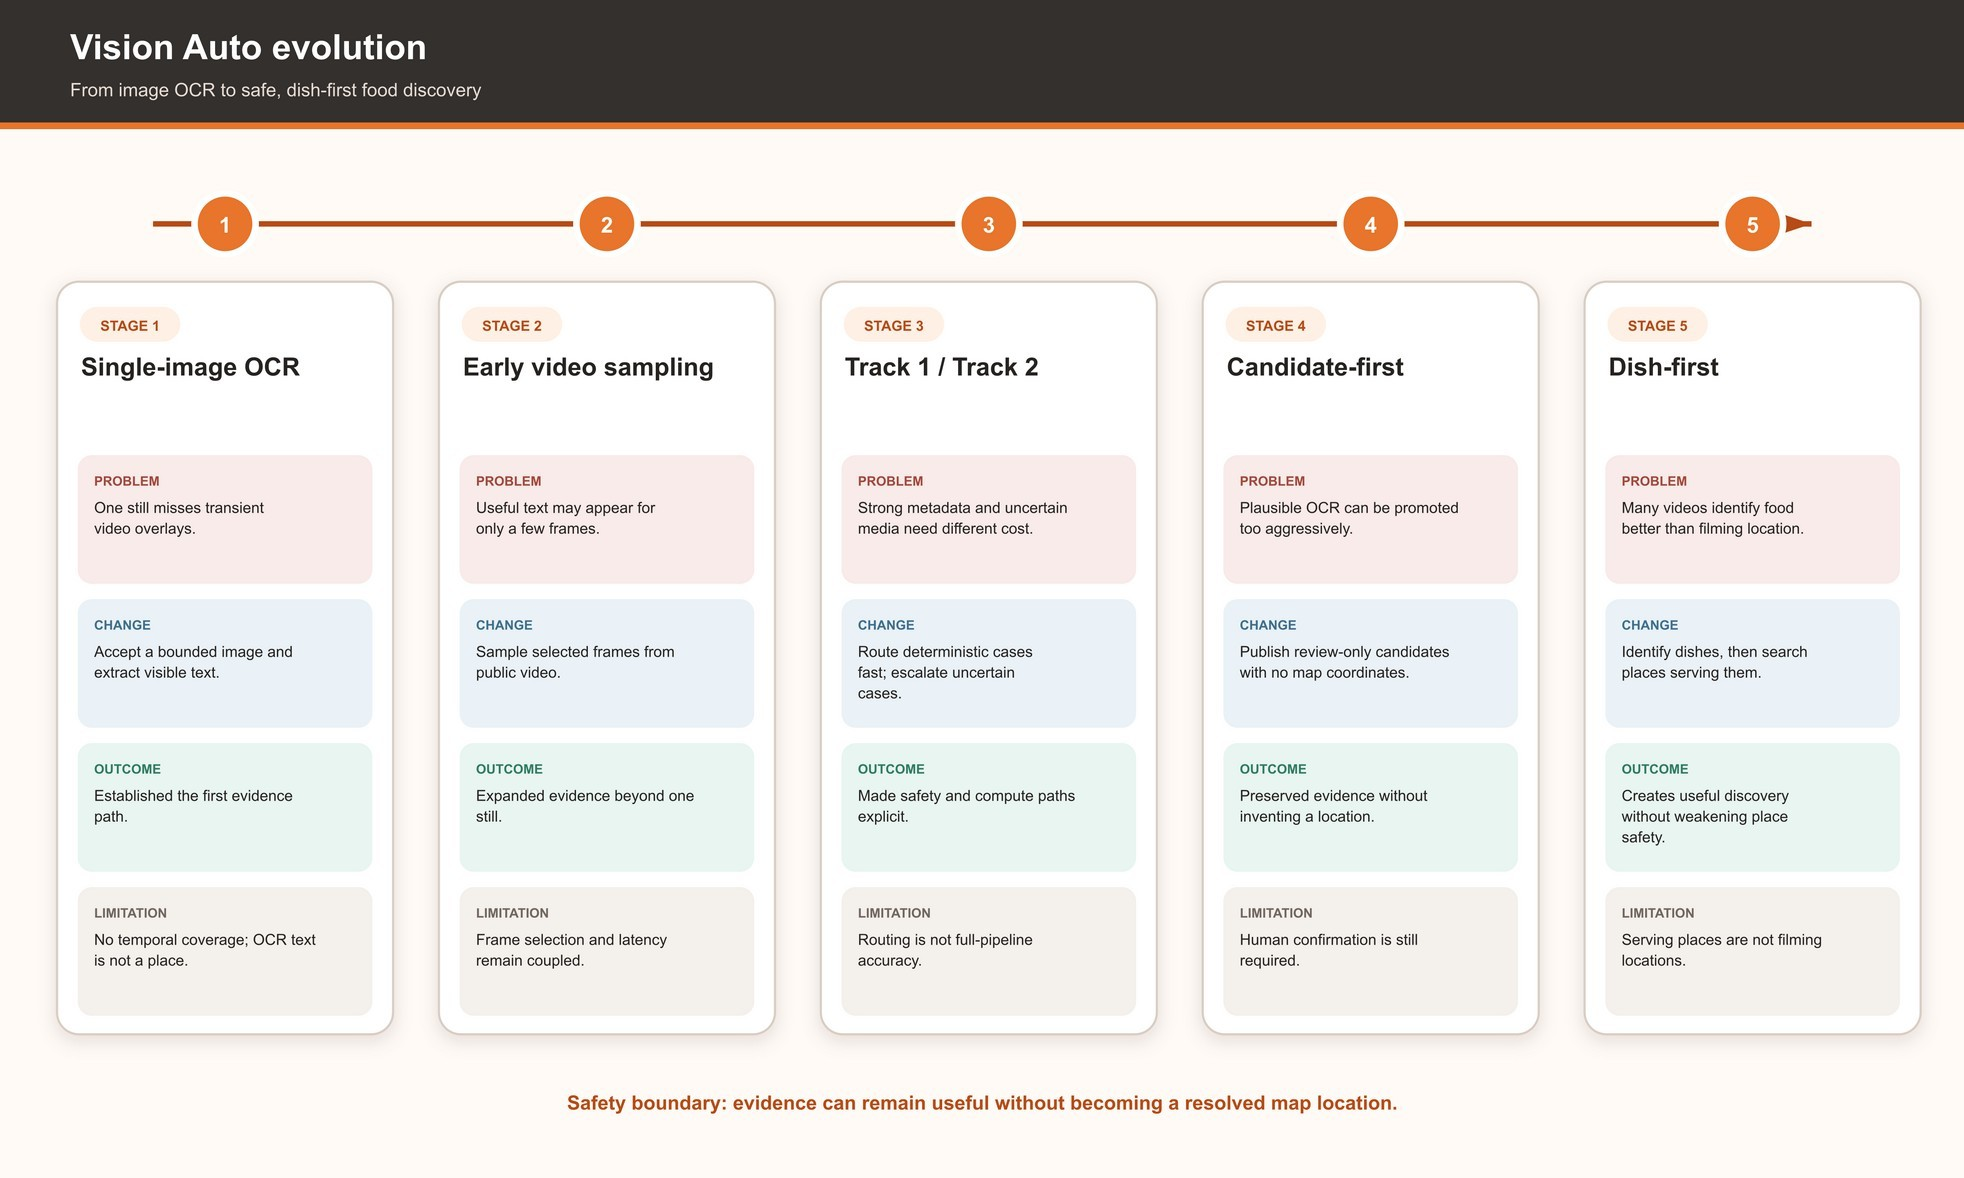 Vision Auto evolution
From image OCR to safe, dish-first food discovery
1
2
3
4
5
STAGE 1
Single-image OCR
PROBLEM
One still misses transient
video overlays.
CHANGE
Accept a bounded image and
extract visible text.
OUTCOME
Established the first evidence
path.
LIMITATION
No temporal coverage; OCR text
is not a place.
STAGE 2
Early video sampling
PROBLEM
Useful text may appear for
only a few frames.
CHANGE
Sample selected frames from
public video.
OUTCOME
Expanded evidence beyond one
still.
LIMITATION
Frame selection and latency
remain coupled.
STAGE 3
Track 1 / Track 2
PROBLEM
Strong metadata and uncertain
media need different cost.
CHANGE
Route deterministic cases
fast; escalate uncertain
cases.
OUTCOME
Made safety and compute paths
explicit.
LIMITATION
Routing is not full-pipeline
accuracy.
STAGE 4
Candidate-first
PROBLEM
Plausible OCR can be promoted
too aggressively.
CHANGE
Publish review-only candidates
with no map coordinates.
OUTCOME
Preserved evidence without
inventing a location.
LIMITATION
Human confirmation is still
required.
STAGE 5
Dish-first
PROBLEM
Many videos identify food
better than filming location.
CHANGE
Identify dishes, then search
places serving them.
OUTCOME
Creates useful discovery
without weakening place
safety.
LIMITATION
Serving places are not filming
locations.
Safety boundary: evidence can remain useful without becoming a resolved map location.